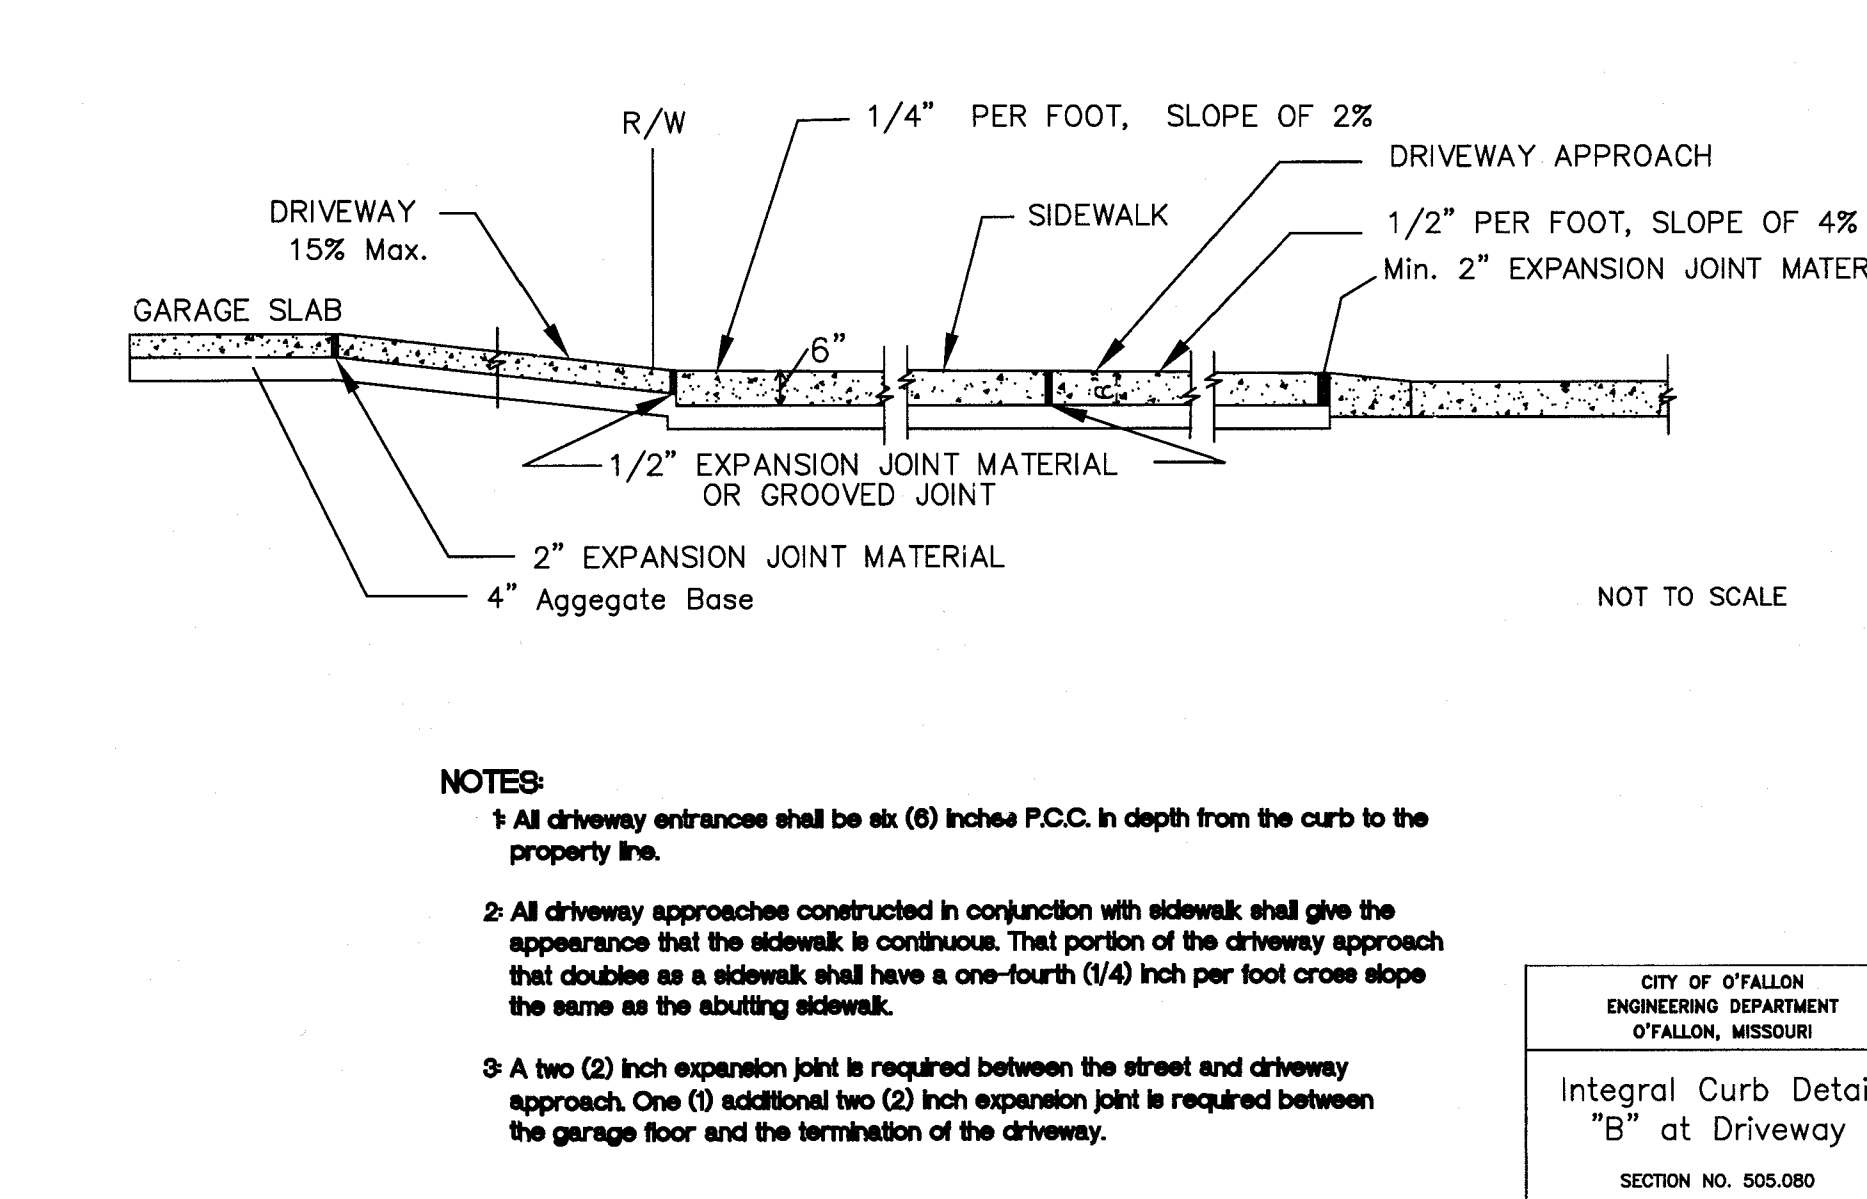 R/W
1/4" PER FOOT, SLOPE OF 2%
DRIVEWAY APPROACH
DRIVEWAY
15% Max.
SIDEWALK
1/2" PER FOOT, SLOPE OF 4%
Min. 2" EXPANSION JOINT MATER
GARAGE SLAB
6"
6"
1/2" EXPANSION JOINT MATERIAL
OR GROOVED JOINT
2" EXPANSION JOINT MATERIAL
4" Aggegate Base
NOT TO SCALE
NOTES:
1: All driveway entrances shall be six (6) inches P.C.C. in depth from the curb to the
property line.
2: All driveway approaches constructed in conjunction with sidewalk shall give the
appearance that the sidewalk is continuous. That portion of the driveway approach
that doubles as a sidewalk shall have a one-fourth (1/4) inch per foot cross slope
the same as the abutting sidewalk.
3: A two (2) inch expansion joint is required between the street and driveway
approach. One (1) additional two (2) inch expansion joint is required between
the garage floor and the termination of the driveway.
CITY OF O'FALLON
ENGINEERING DEPARTMENT
O'FALLON, MISSOURI
Integral Curb Detai
"B" at Driveway
SECTION NO. 505.080